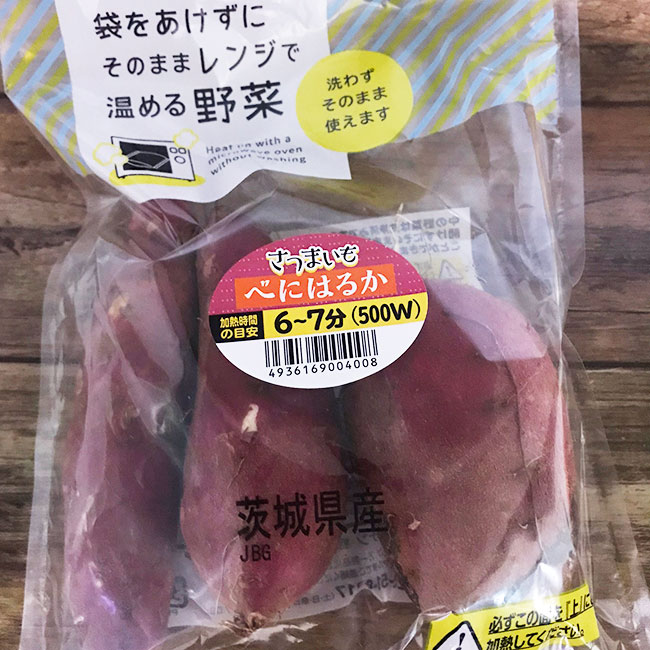 袋をあけずに
そのままレンジで
温める野菜
洗わず
そのまま
使えます
Heat up with a
microwave oven
without washing
さつまいも
べにはるか
加熱時間
の目安
6~7分(500W)
4936169004008
茨城県産
JBG
必ずこの面を「上」に
加熱してください。